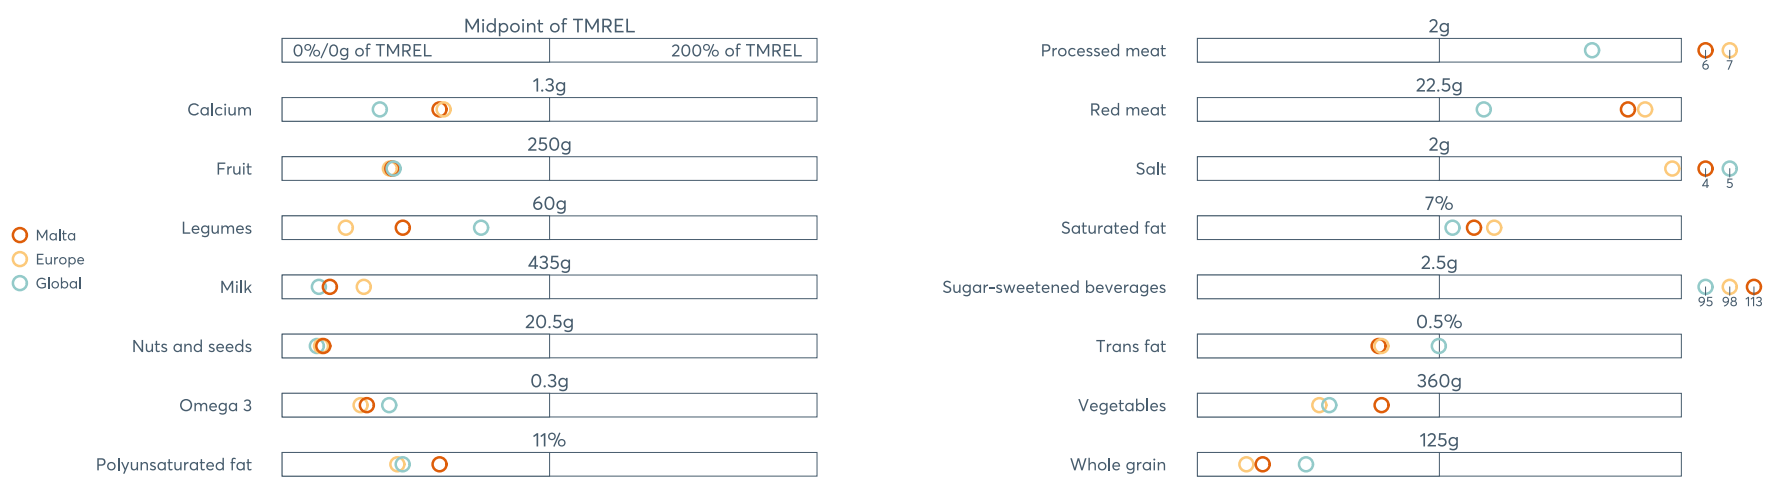 Midpoint of TMREL
0%/0g of TMREL 200% of TMREL
1.3g
Calcium
250g
Fruit
60g
Legumes
435g
Milk
20.5g
Nuts and seeds
0.3g
Omega 3
11%
Polyunsaturated fat
Malta
Europe
Global
2g
Processed meat
6 7
22.5g
Red meat
2g
Salt
4 5
7%
Saturated fat
2.5g
Sugar-sweetened beverages
95 98 113
0.5%
Trans fat
360g
Vegetables
125g
Whole grain